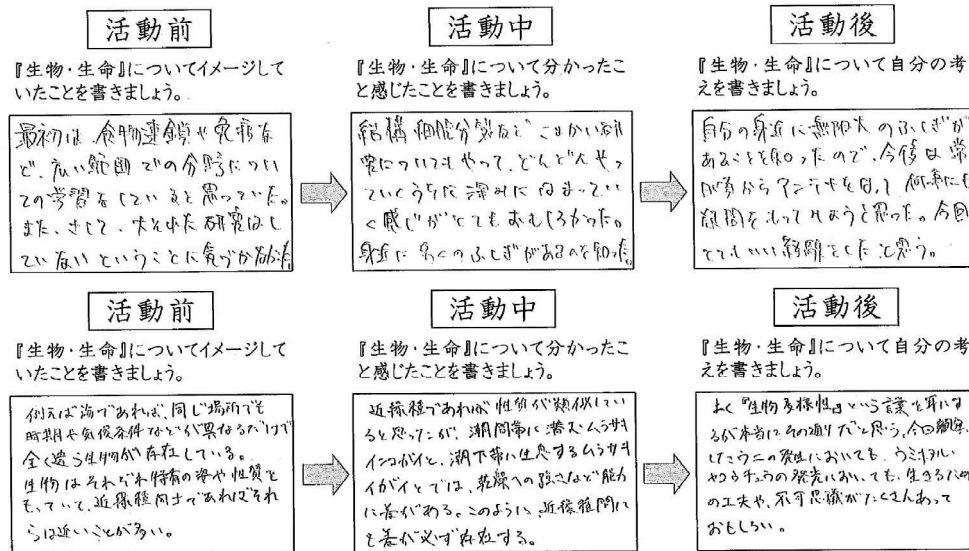 活動前
『生物・生命』についてイメージして
いたことを書きましょう。
最初は、食物連鎖や免疫な
ど、広い範囲での分野につい
ての学習をしていると思っていた。
また、さして、大それた研究はし
ていないということに気づかなかった
活動中
『生物・生命』について分かったこ
と感じたことを書きましょう。
結構細胞分裂など こまかい研
究についてもやって、どんどんやっ
ていくうちに深みにはまってい
く感じがとてもおもしろかった。
身近に多くのふしぎがあるのを知った
活動後
『生物・生命』について自分の考
えを書きましょう。
自分の身近に無限大のふしぎが
あることを知ったので、今後は常
日頃からアンテナをはって 何事にも
疑問をもってみようと思った。今回
とてもいい経験をしたと思う。
活動前
『生物・生命』についてイメージして
いたことを書きましょう。
例えば海であれば、同じ場所でも
時期や気候条件などが異なるだけで
全く違う生物が存在している。
生物はそれぞれ特有の姿や性質を
もっていて、近縁種同士であればそれ
らは近いことが多い。
活動中
『生物・生命』について分かったこ
と感じたことを書きましょう。
近縁種であれば性質が類似してい
ると思ったが、潮間帯に潜むムラサキ
インコガイと、潮下帯に生息するムラサキ
イガイとでは、乾燥への強さなど能力
に差がある。このように、近縁種間に
も差が必ず存在する。
活動後
『生物・生命』について自分の考
えを書きましょう。
よく『生物多様性』という言葉を耳にす
るが本当にその通りだと思う。今回観察
したウニの発生においても、ウミホタル
やコウチュウの発光においても、生きるため
の工夫や、不可思議がたくさんあって
おもしろい。